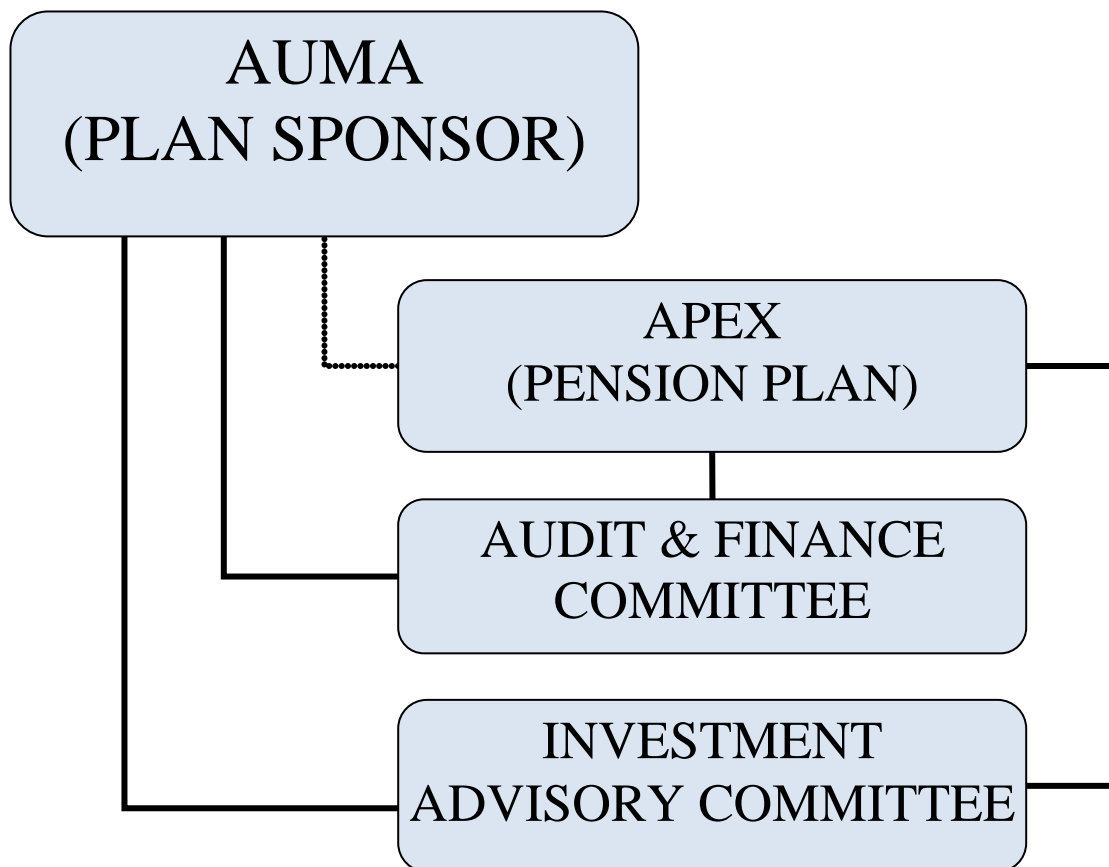 AUMA
(PLAN SPONSOR)
APEX
(PENSION PLAN)
AUDIT & FINANCE
COMMITTEE
INVESTMENT
ADVISORY COMMITTEE